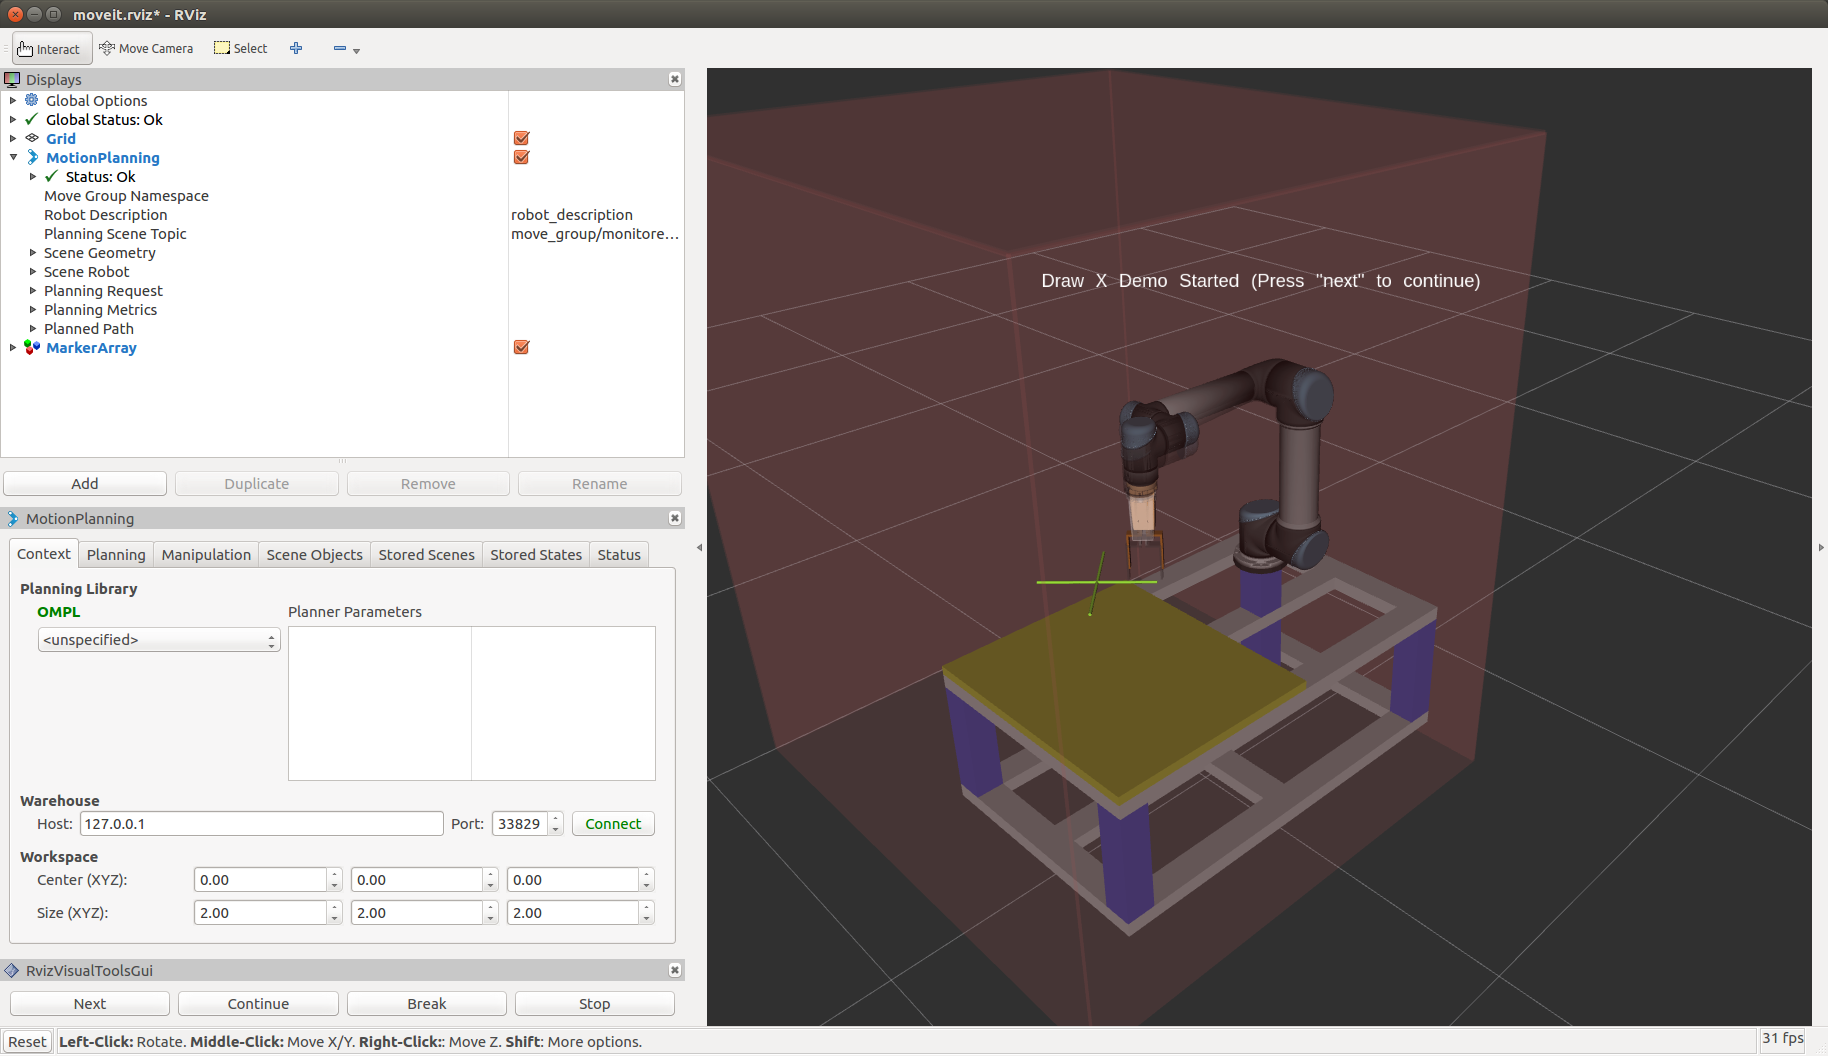 moveit.rviz* - RViz
Interact Move Camera Select
Displays
Global Options
Global Status: Ok
Grid
MotionPlanning
Status: Ok
Move Group Namespace
Robot Description robot_description
Planning Scene Topic move_group/monitore...
Scene Geometry
Scene Robot
Planning Request
Planning Metrics
Planned Path
MarkerArray
Add Duplicate Remove Rename
MotionPlanning
Context Planning Manipulation Scene Objects Stored Scenes Stored States Status
Planning Library
OMPL Planner Parameters
<unspecified>
Warehouse
Host: 127.0.0.1 Port: 33829 Connect
Workspace
Center (XYZ): 0.00 0.00 0.00
Size (XYZ): 2.00 2.00 2.00
RvizVisualToolsGui
Next Continue Break Stop
Reset Left-Click: Rotate. Middle-Click: Move X/Y. Right-Click:: Move Z. Shift: More options. 31 fps
Draw X Demo Started (Press "next" to continue)